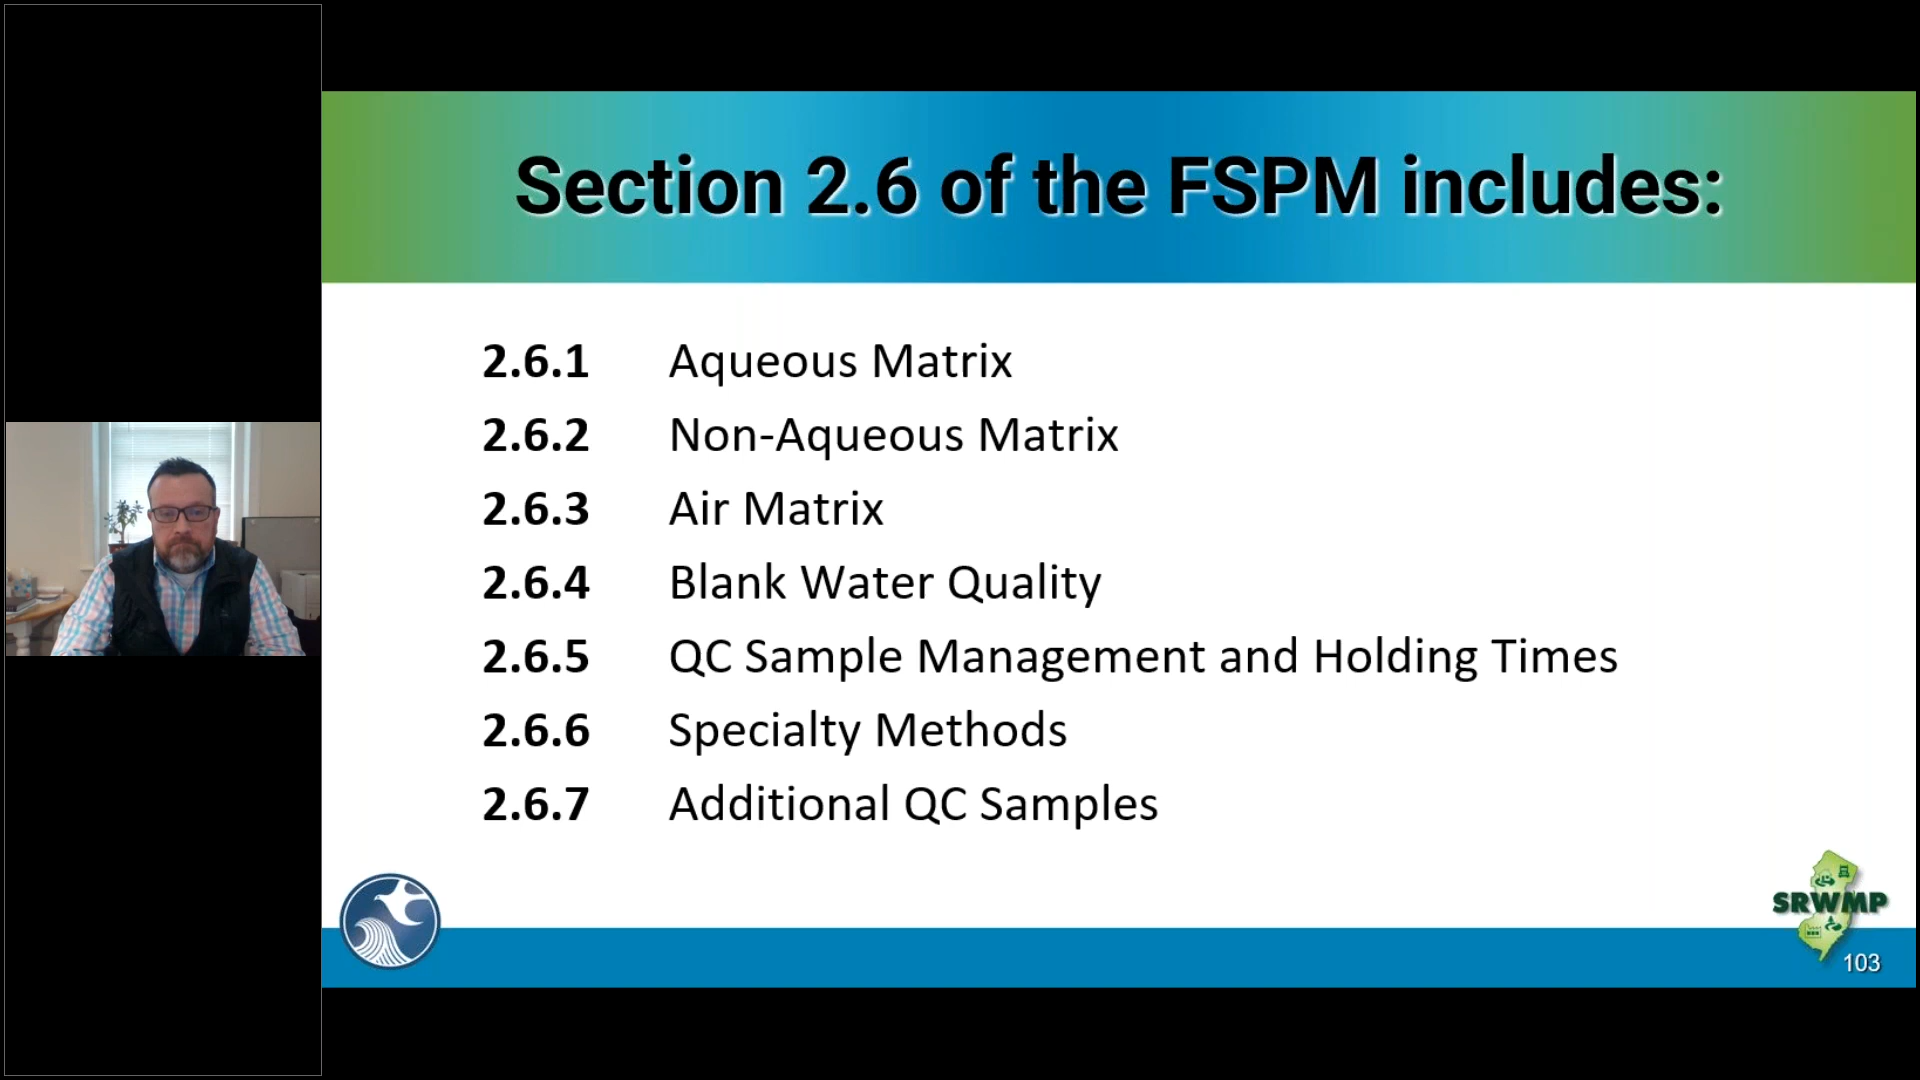 Section 2.6 of the FSPM includes:
2.6.1 Aqueous Matrix
2.6.2 Non-Aqueous Matrix
2.6.3 Air Matrix
2.6.4 Blank Water Quality
2.6.5 QC Sample Management and Holding Times
2.6.6 Specialty Methods
2.6.7 Additional QC Samples
SRWMP
103